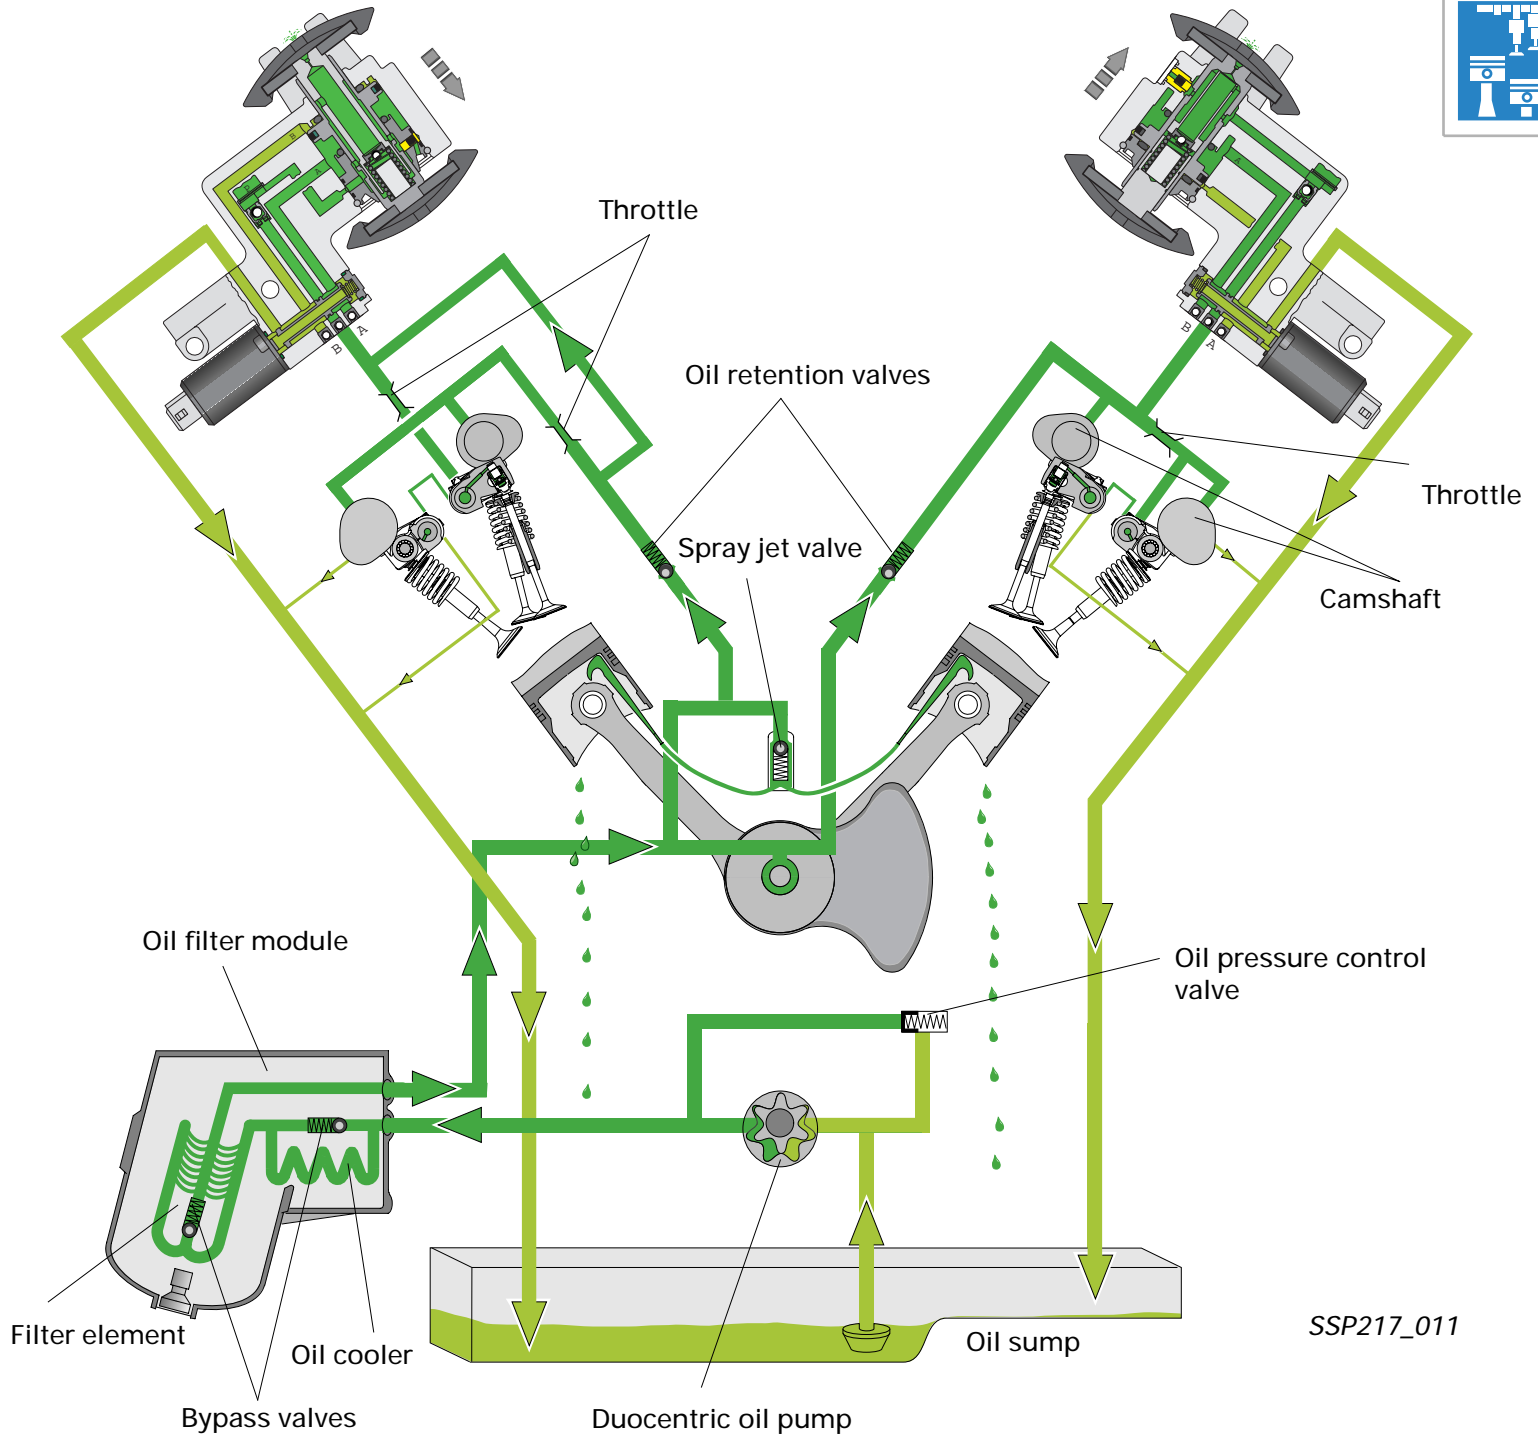 Throttle
Oil retention valves
Throttle
Spray jet valve
Camshaft
Oil filter module
Oil pressure control
valve
Filter element
Oil cooler
Oil sump
SSP217_011
Bypass valves
Duocentric oil pump
B
A
B
A
P
A
B
A